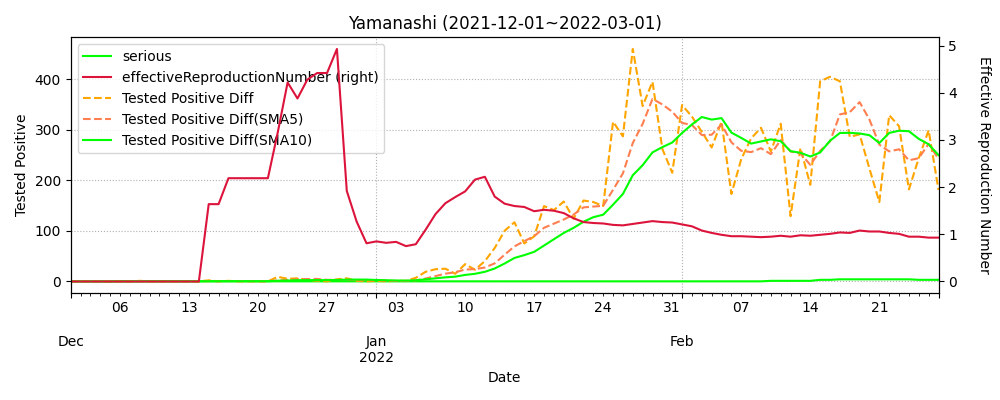 Yamanashi (2021-12-01~2022-03-01)
serious
effectiveReproductionNumber (right)
Tested Positive Diff
Tested Positive Diff(SMA5)
Tested Positive Diff(SMA10)
Tested Positive
400
300
200
100
0
5
4
3
2
1
0
Effective Reproduction Number
06 13 20 27 03 10 17 24 31 07 14 21
Dec Jan Feb
2022
Date